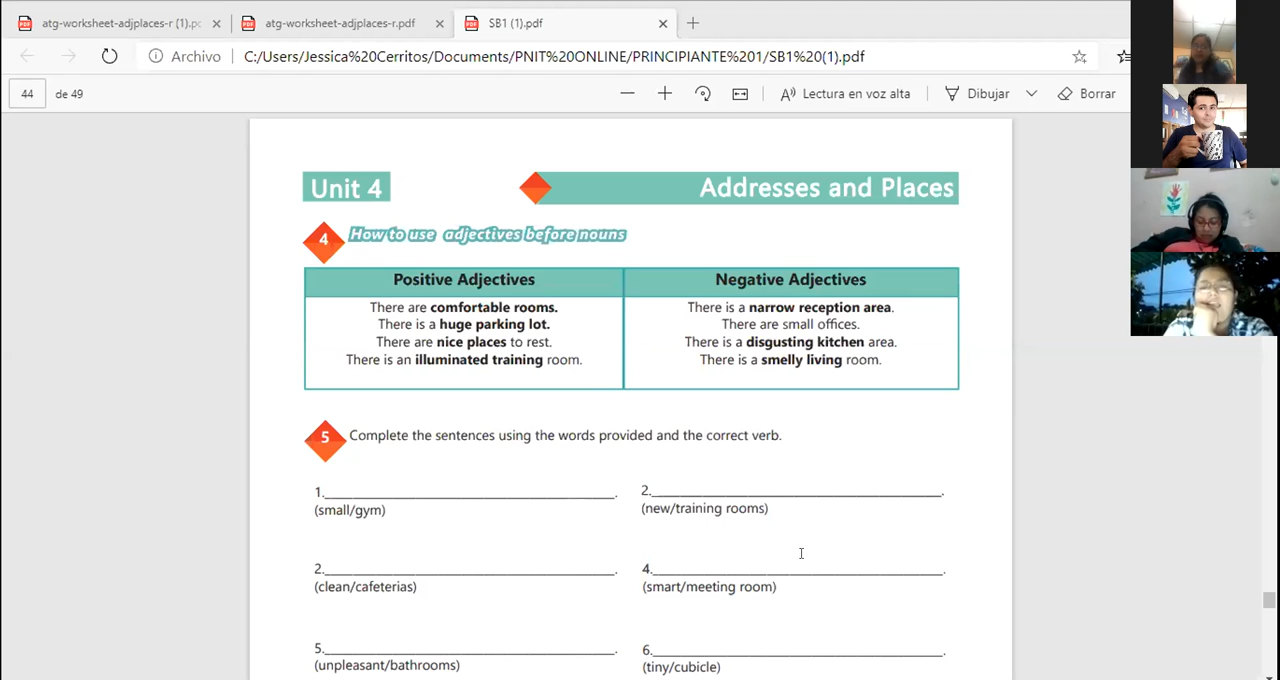 atg-worksheet-adjplaces-r (1).pc
atg-worksheet-adjplaces-r.pdf
SB1 (1).pdf
Archivo
C:/Users/Jessica%20Cerritos/Documents/PNIT%20ONLINE/PRINCIPIANTE%201/SB1%20(1).pdf
44 de 49
Lectura en voz alta
Dibujar
Borrar
Unit 4
Addresses and Places
4 How to use adjectives before nouns
Positive Adjectives
There are comfortable rooms.
There is a huge parking lot.
There are nice places to rest.
There is an illuminated training room.
Negative Adjectives
There is a narrow reception area.
There are small offices.
There is a disgusting kitchen area.
There is a smelly living room.
5 Complete the sentences using the words provided and the correct verb.
1.____________________________________.
(small/gym)
2.____________________________________.
(new/training rooms)
2.____________________________________.
(clean/cafeterias)
4.____________________________________.
(smart/meeting room)
5.____________________________________.
(unpleasant/bathrooms)
6.____________________________________.
(tiny/cubicle)